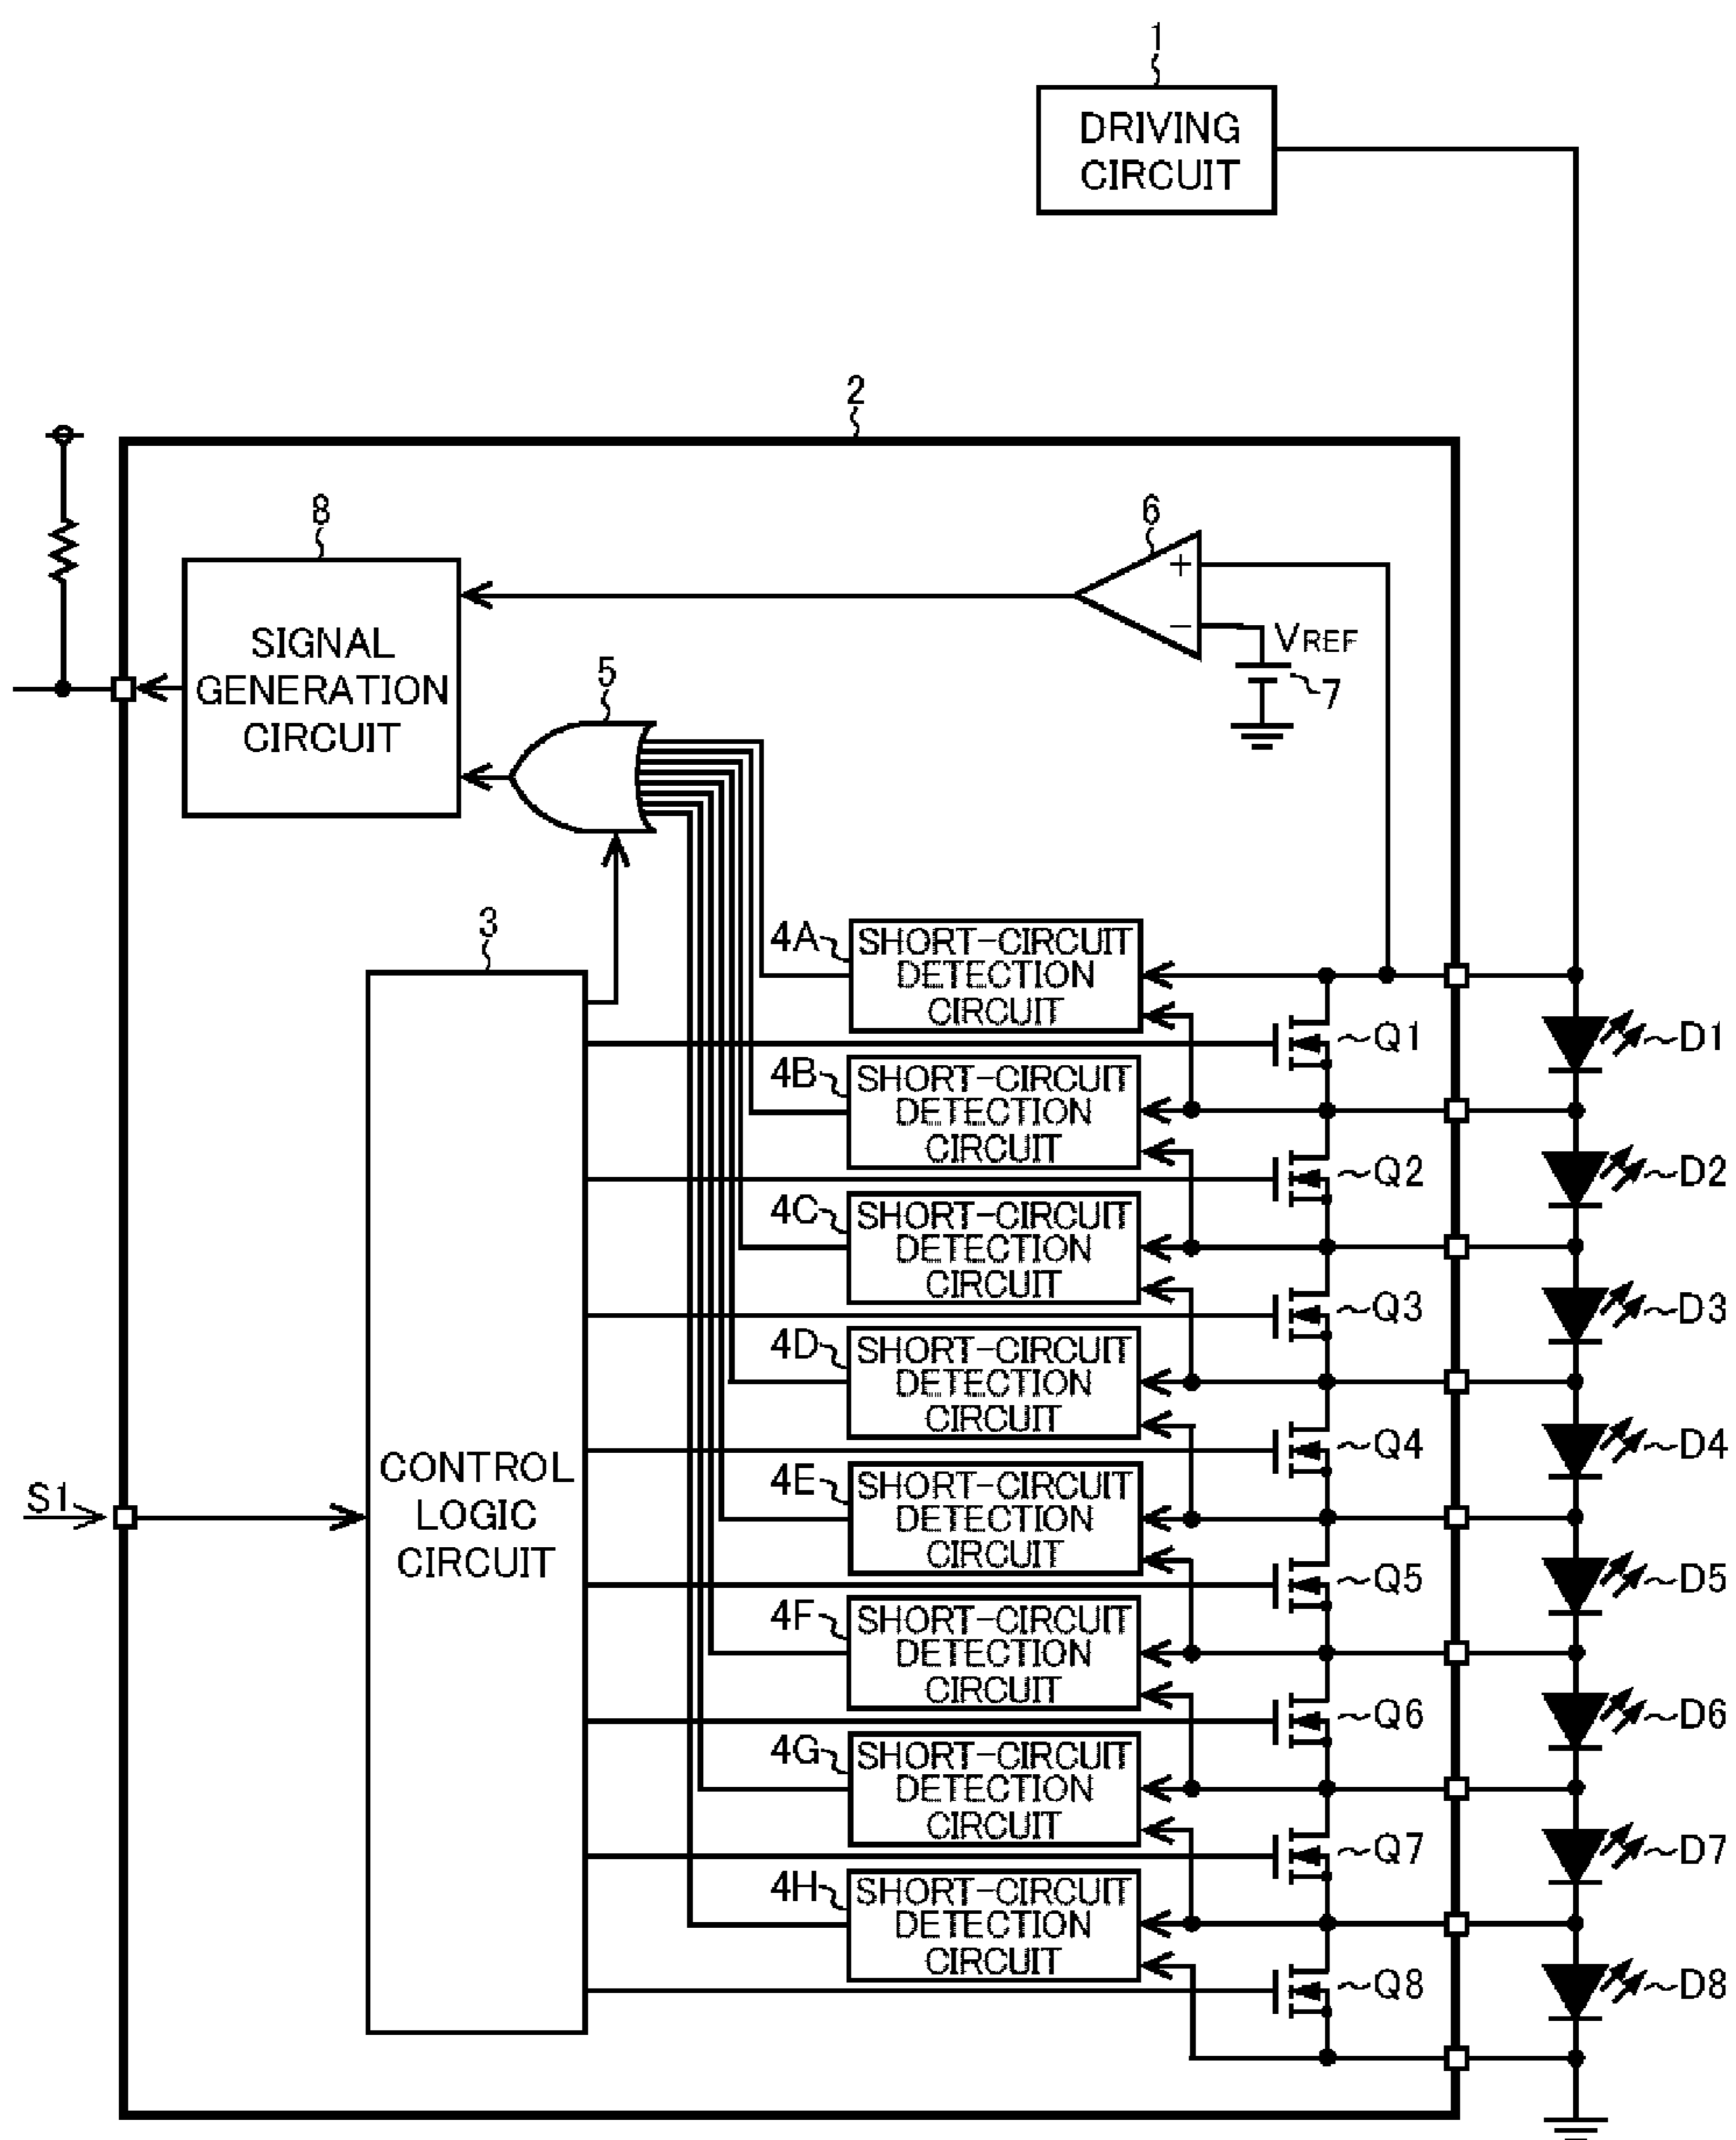 1
DRIVING
CIRCUIT
2
8
6
+
−
SIGNAL
GENERATION
CIRCUIT
VREF
7
5
3
4A
SHORT-CIRCUIT
DETECTION
CIRCUIT
~Q1
~D1
4B
SHORT-CIRCUIT
DETECTION
CIRCUIT
~Q2
~D2
4C
SHORT-CIRCUIT
DETECTION
CIRCUIT
~Q3
~D3
4D
SHORT-CIRCUIT
DETECTION
CIRCUIT
~Q4
~D4
CONTROL
LOGIC
CIRCUIT
S1
4E
SHORT-CIRCUIT
DETECTION
CIRCUIT
~Q5
~D5
4F
SHORT-CIRCUIT
DETECTION
CIRCUIT
~Q6
~D6
4G
SHORT-CIRCUIT
DETECTION
CIRCUIT
~Q7
~D7
4H
SHORT-CIRCUIT
DETECTION
CIRCUIT
~Q8
~D8